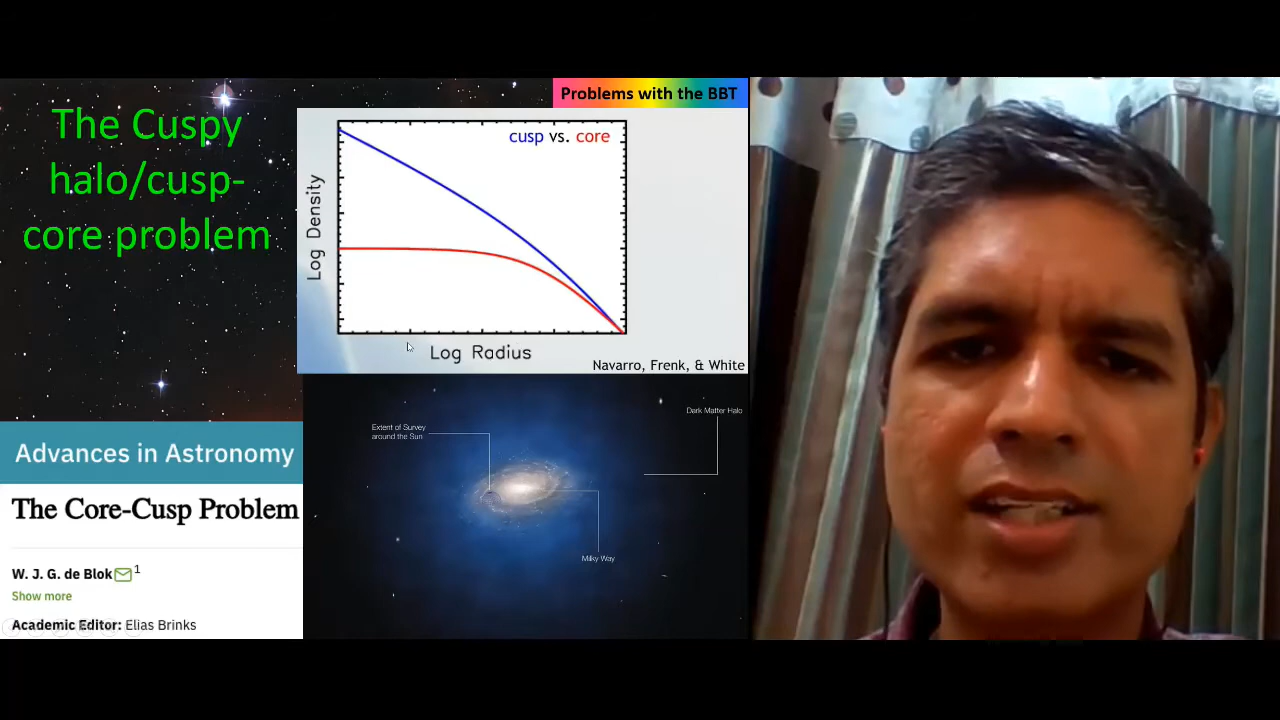 The Cuspy
halo/cusp-
core problem
Problems with the BBT
cusp vs. core
Log Density
Log Radius
Navarro, Frenk, & White
Advances in Astronomy
The Core-Cusp Problem
W. J. G. de Blok 1
Show more
Academic Editor: Elias Brinks
Extent of Survey
around the Sun
Dark Matter Halo
Milky Way